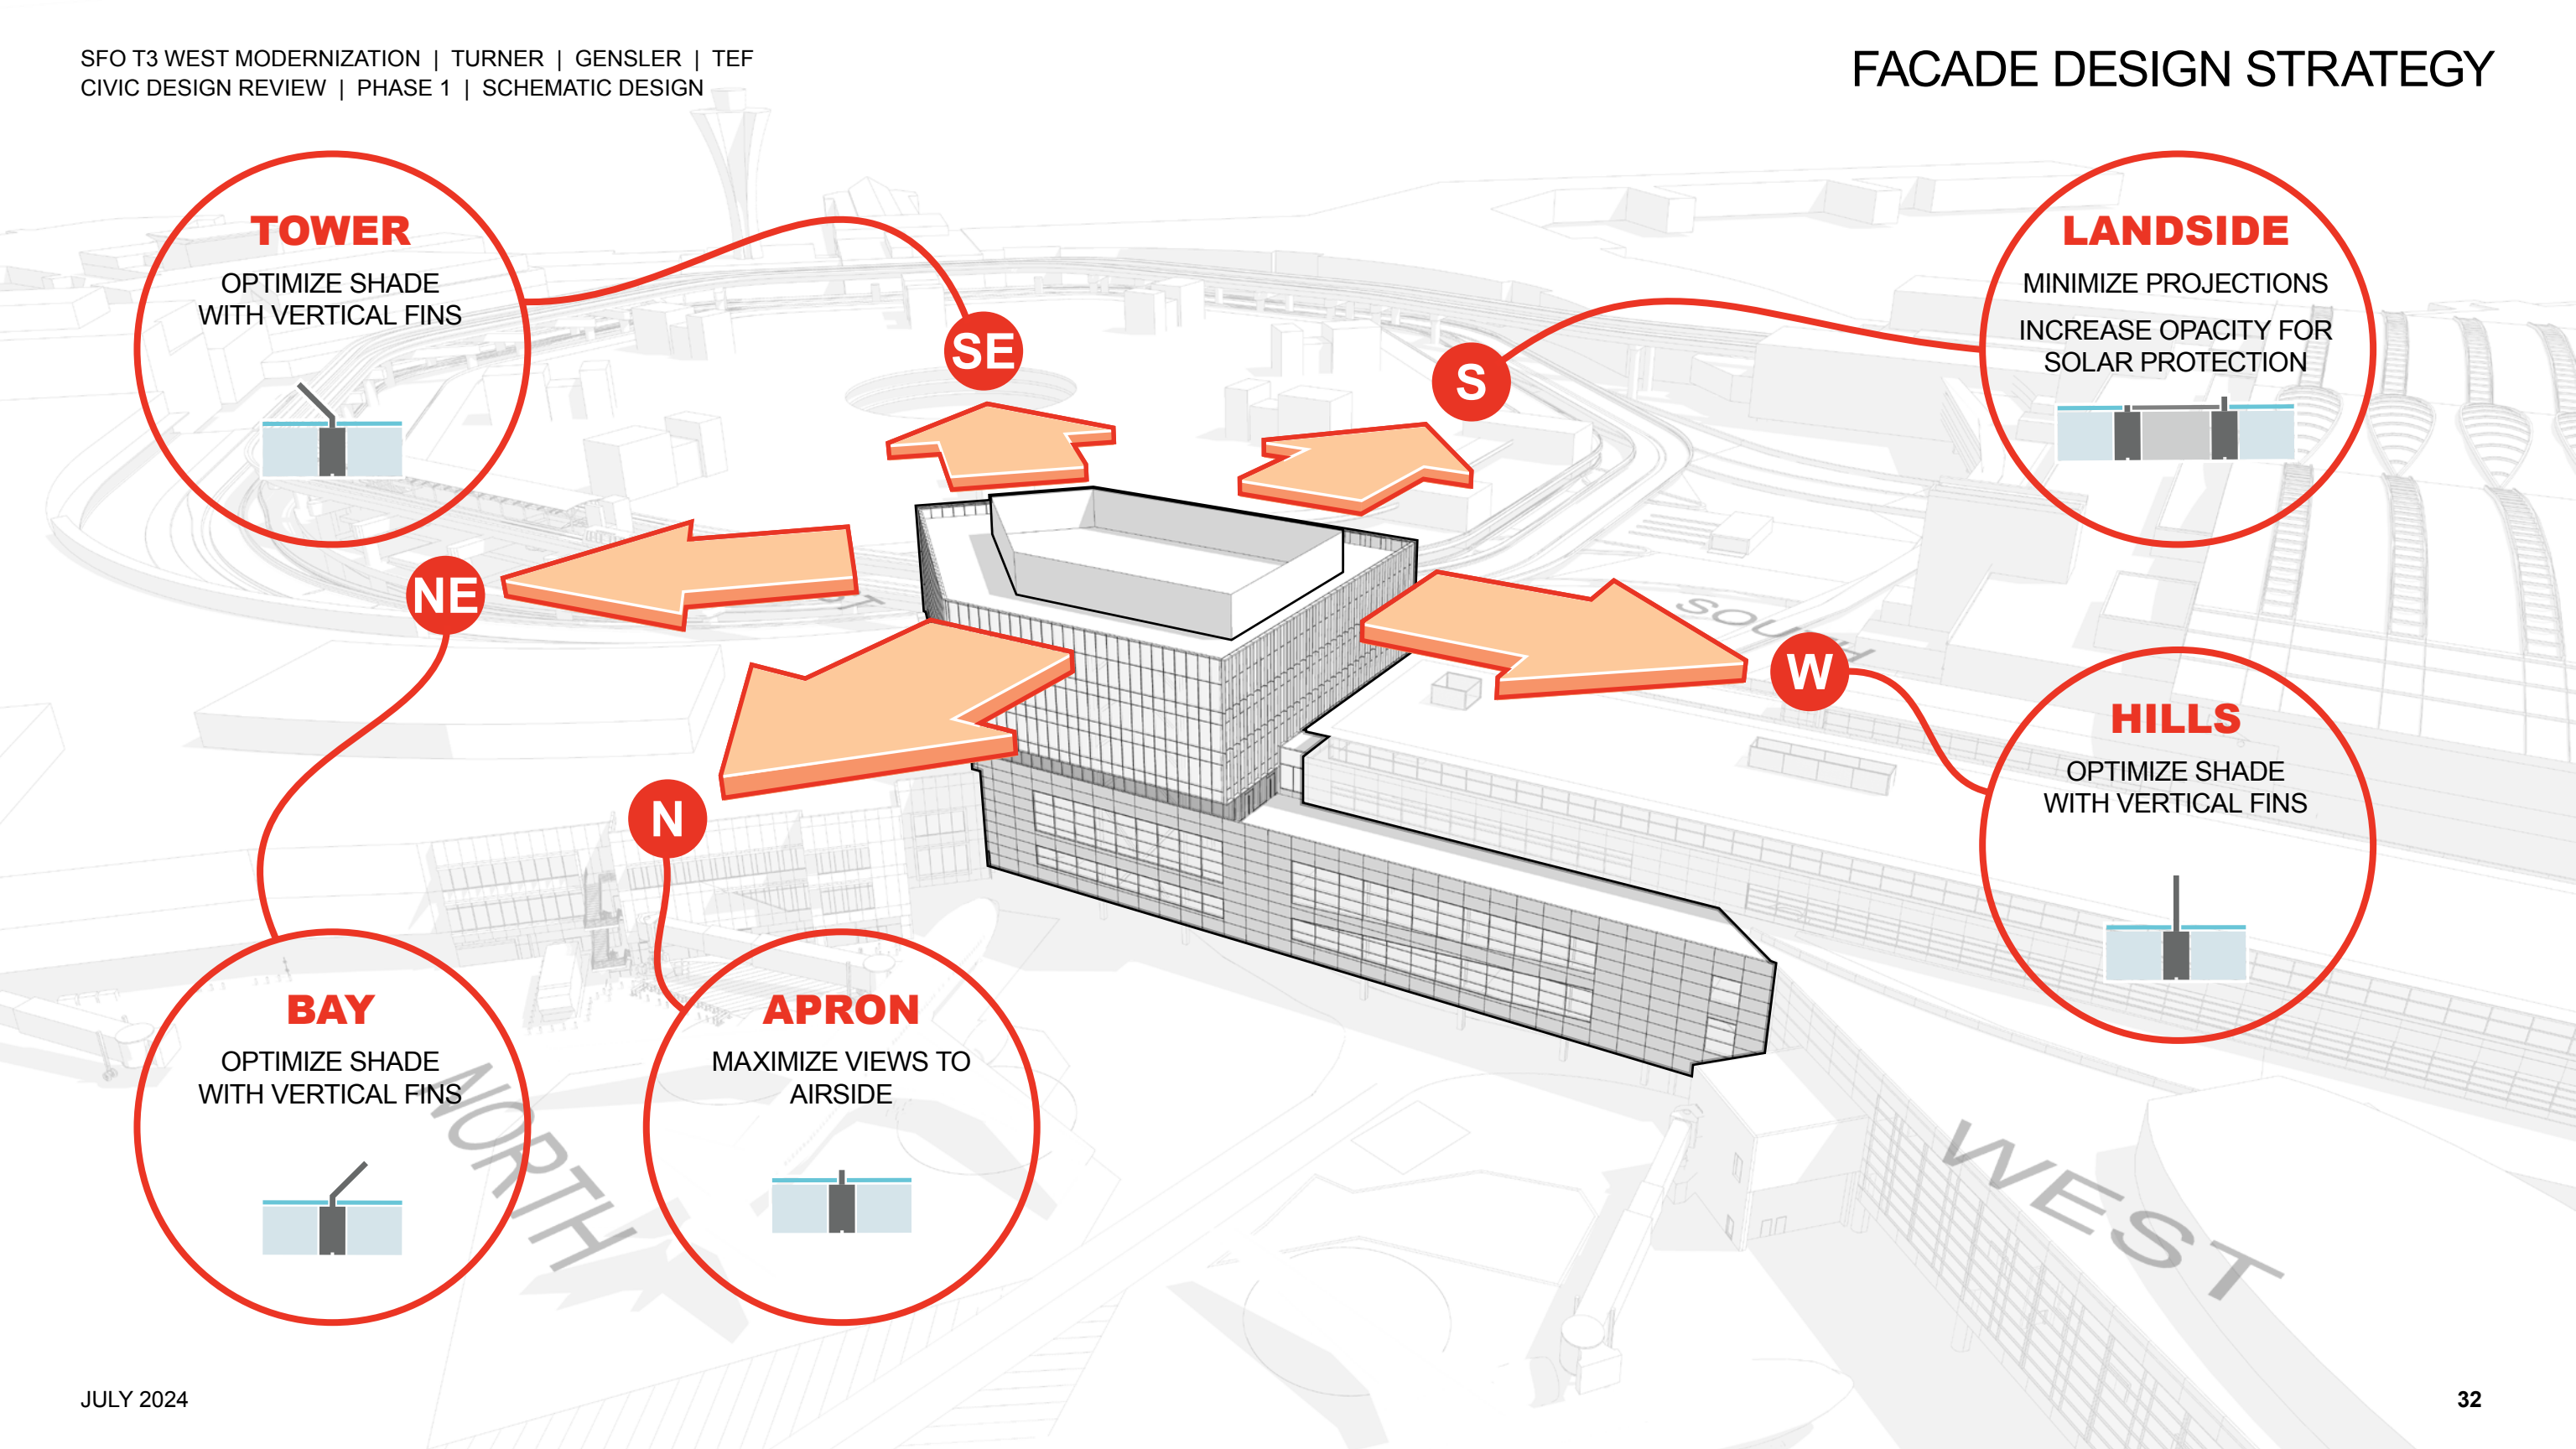 SFO T3 WEST MODERNIZATION | TURNER | GENSLER | TEF
CIVIC DESIGN REVIEW | PHASE 1 | SCHEMATIC DESIGN
FACADE DESIGN STRATEGY
TOWER
OPTIMIZE SHADE
WITH VERTICAL FINS
SE
S
LANDSIDE
MINIMIZE PROJECTIONS
INCREASE OPACITY FOR
SOLAR PROTECTION
NE
SOUTH
W
HILLS
OPTIMIZE SHADE
WITH VERTICAL FINS
N
BAY
OPTIMIZE SHADE
WITH VERTICAL FINS
APRON
MAXIMIZE VIEWS TO
AIRSIDE
NORTH
WEST
JULY 2024
32